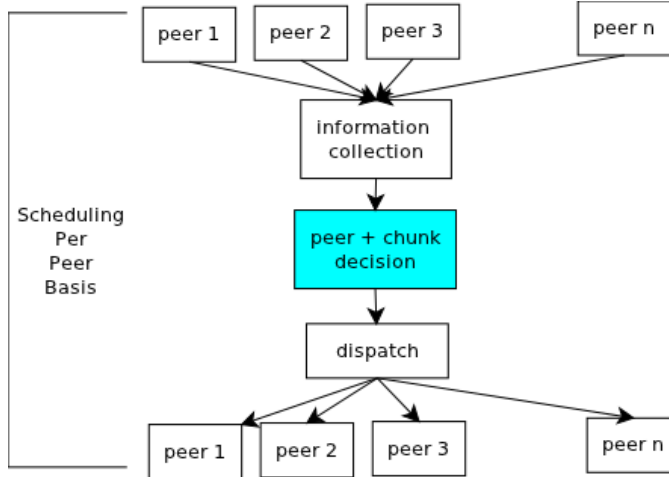 peer 1
peer 2
peer 3
peer n
information
collection
Scheduling
Per
Peer
Basis
peer + chunk
decision
dispatch
peer 1
peer 2
peer 3
peer n